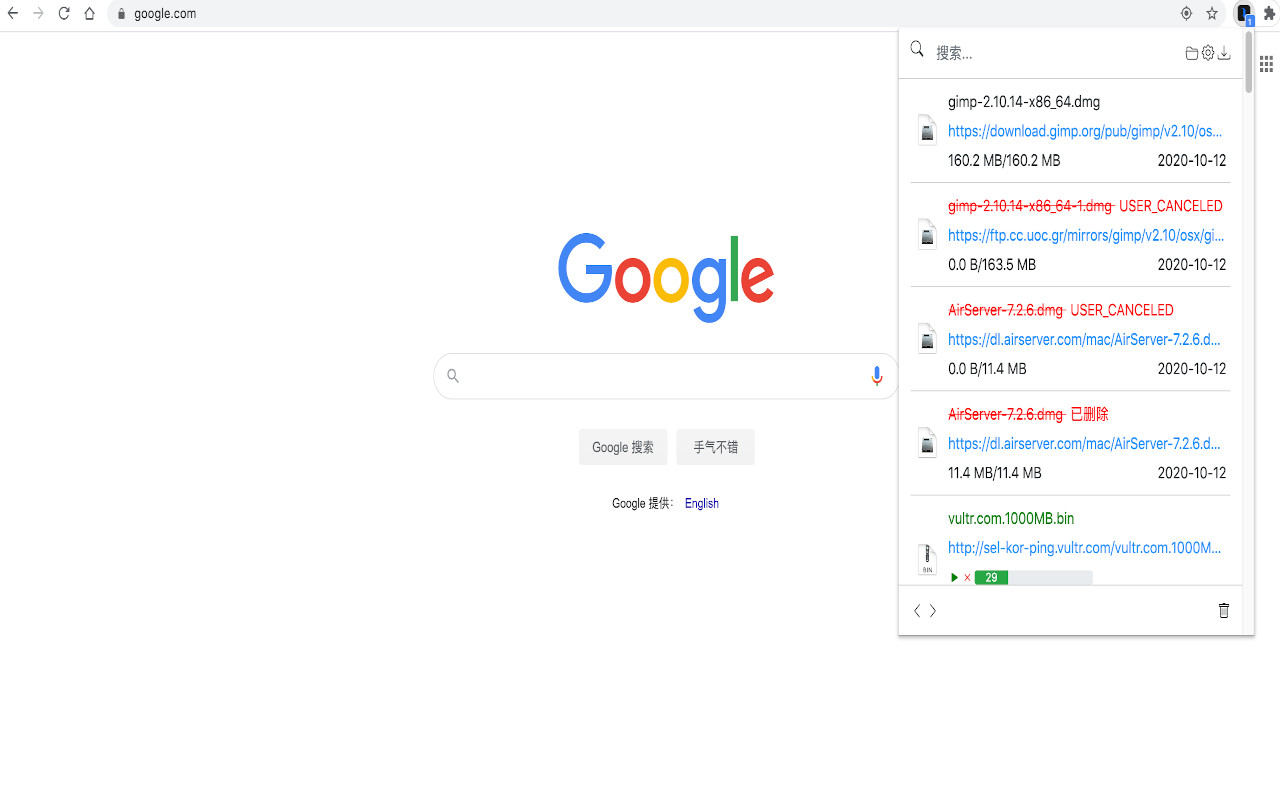 google.com
1
搜索...
gimp-2.10.14-x86_64.dmg
https://download.gimp.org/pub/gimp/v2.10/os...
160.2 MB/160.2 MB 2020-10-12
gimp-2.10.14-x86_64-1.dmg USER_CANCELED
https://ftp.cc.uoc.gr/mirrors/gimp/v2.10/osx/gi...
0.0 B/163.5 MB 2020-10-12
AirServer-7.2.6.dmg USER_CANCELED
https://dl.airserver.com/mac/AirServer-7.2.6.d...
0.0 B/11.4 MB 2020-10-12
AirServer-7.2.6.dmg 已删除
https://dl.airserver.com/mac/AirServer-7.2.6.d...
11.4 MB/11.4 MB 2020-10-12
vultr.com.1000MB.bin
http://sel-kor-ping.vultr.com/vultr.com.1000M...
BIN
29
Google
Google 搜索 手气不错
Google 提供： English